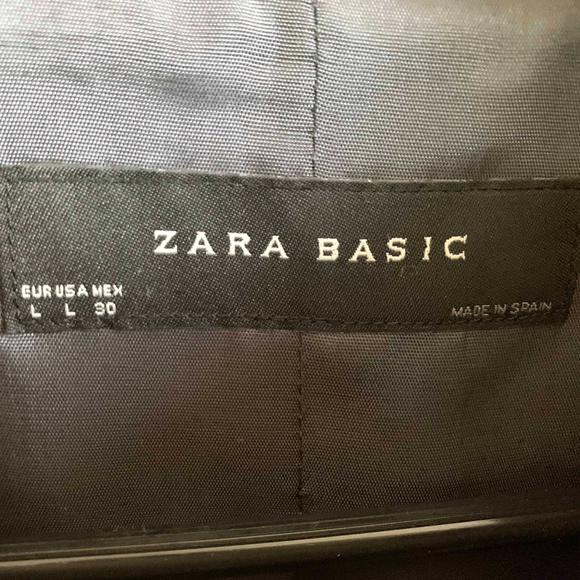 ZARA BASIC
EUR USA MEX
L L 30
MADE IN SPAIN